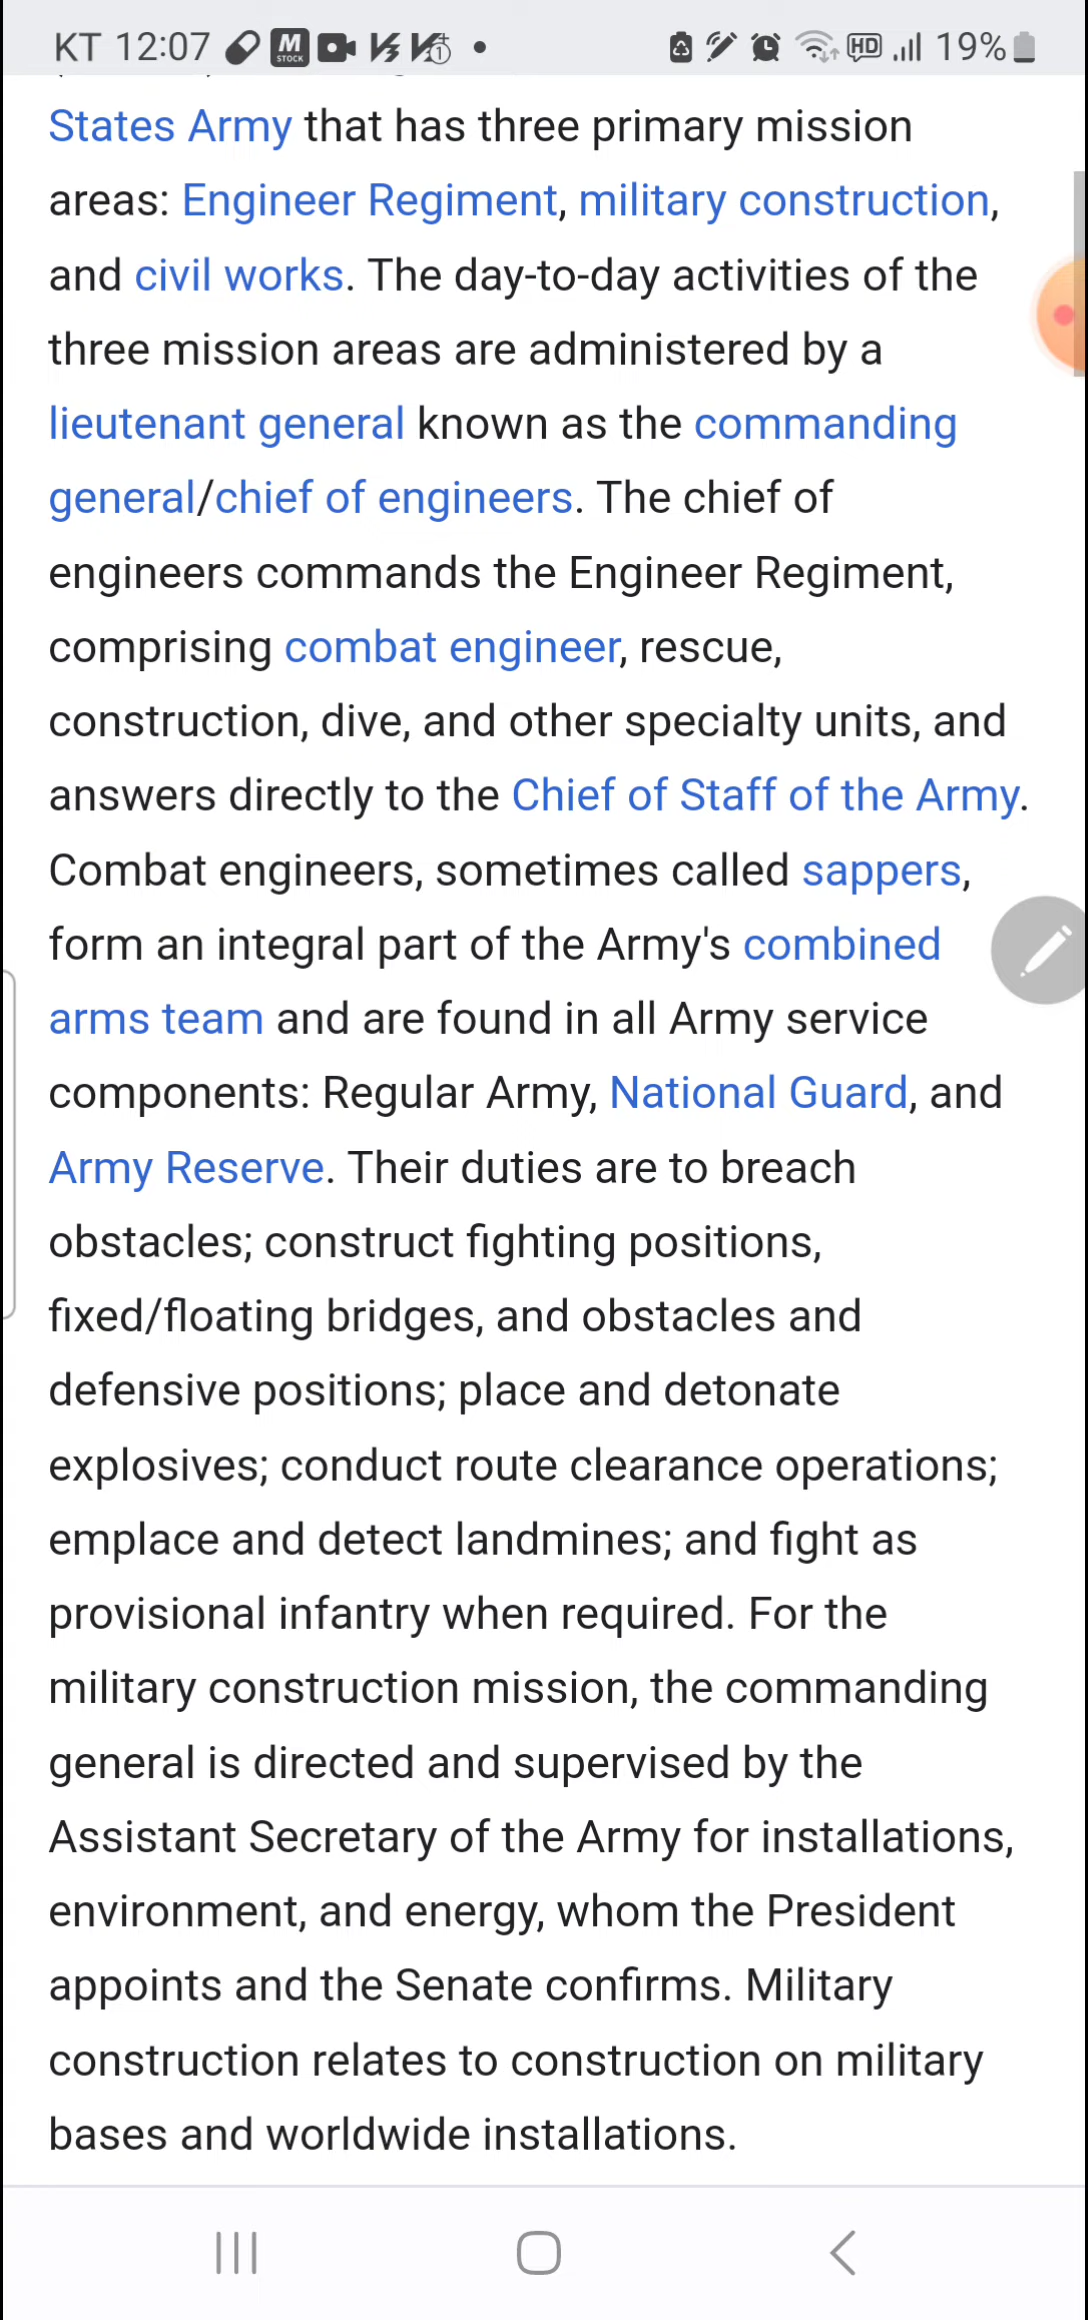 KT 12:07
M
STOCK
1
HD
19%
States Army that has three primary mission
areas: Engineer Regiment, military construction,
and civil works. The day-to-day activities of the
three mission areas are administered by a
lieutenant general known as the commanding
general/chief of engineers. The chief of
engineers commands the Engineer Regiment,
comprising combat engineer, rescue,
construction, dive, and other specialty units, and
answers directly to the Chief of Staff of the Army.
Combat engineers, sometimes called sappers,
form an integral part of the Army's combined
arms team and are found in all Army service
components: Regular Army, National Guard, and
Army Reserve. Their duties are to breach
obstacles; construct fighting positions,
fixed/floating bridges, and obstacles and
defensive positions; place and detonate
explosives; conduct route clearance operations;
emplace and detect landmines; and fight as
provisional infantry when required. For the
military construction mission, the commanding
general is directed and supervised by the
Assistant Secretary of the Army for installations,
environment, and energy, whom the President
appoints and the Senate confirms. Military
construction relates to construction on military
bases and worldwide installations.